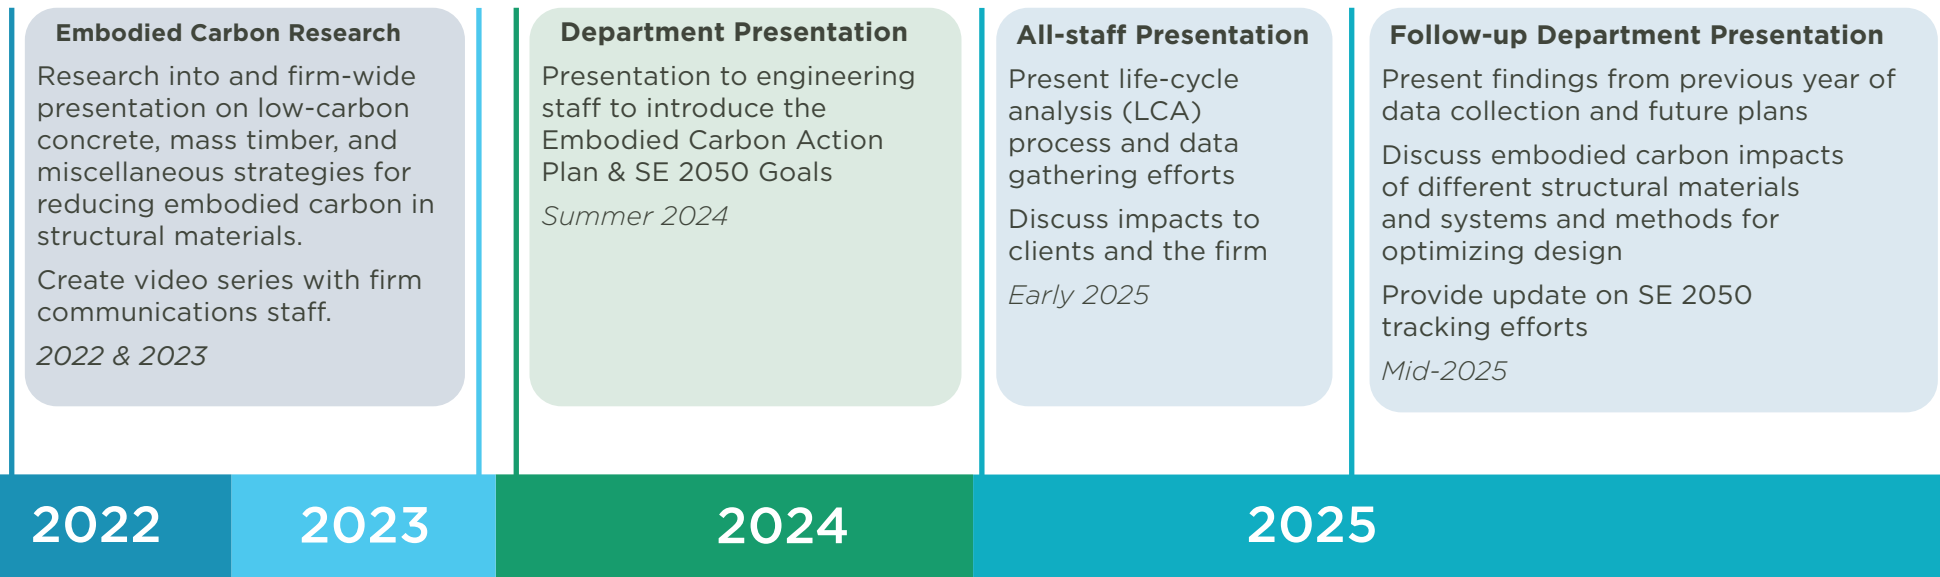 Embodied Carbon Research
Research into and firm-wide
presentation on low-carbon
concrete, mass timber, and
miscellaneous strategies for
reducing embodied carbon in
structural materials.
Create video series with firm
communications staff.
2022 & 2023
Department Presentation
Presentation to engineering
staff to introduce the
Embodied Carbon Action
Plan & SE 2050 Goals
Summer 2024
All-staff Presentation
Present life-cycle
analysis (LCA)
process and data
gathering efforts
Discuss impacts to
clients and the firm
Early 2025
Follow-up Department Presentation
Present findings from previous year of
data collection and future plans
Discuss embodied carbon impacts
of different structural materials
and systems and methods for
optimizing design
Provide update on SE 2050
tracking efforts
Mid-2025
2022
2023
2024
2025